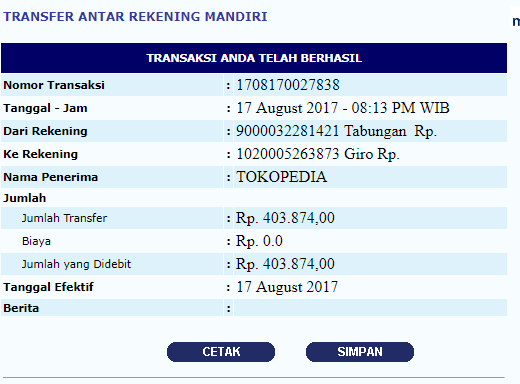 TRANSFER ANTAR REKENING MANDIRI
TRANSAKSI ANDA TELAH BERHASIL
Nomor Transaksi : 1708170027838
Tanggal - Jam : 17 August 2017 - 08:13 PM WIB
Dari Rekening : 9000032281421 Tabungan Rp.
Ke Rekening : 1020005263873 Giro Rp.
Nama Penerima : TOKOPEDIA
Jumlah
Jumlah Transfer : Rp. 403.874,00
Biaya : Rp. 0.0
Jumlah yang Didebit : Rp. 403.874,00
Tanggal Efektif : 17 August 2017
Berita :
CETAK SIMPAN